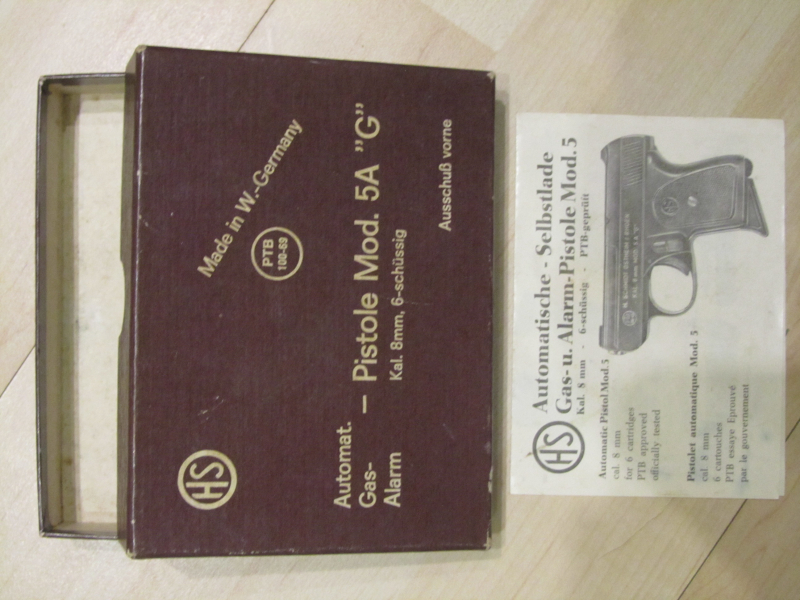 HS
Made in W.-Germany
PTB
100-69
Automat.
Gas-
Alarm
– Pistole Mod. 5A "G"
Kal. 8mm, 6-schüssig
Ausschuß vorne
HS
Automatische - Selbstlade
Gas- u. Alarm-Pistole Mod. 5
Kal. 8 mm - 6-schüssig - PTB-geprüft
Automatic Pistol Mod. 5
cal. 8 mm
for 6 cartridges
PTB approved
officially tested
Pistolet automatique Mod. 5
cal 8 mm
6 cartouches
PTB essaye Eprouvé
par le gouvernement